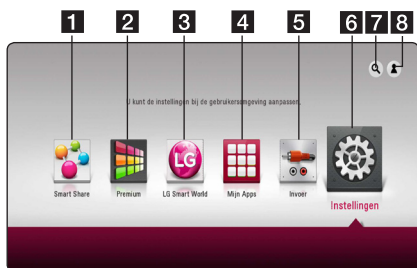 1 2 3 4 5 6 7 8
U kunt de instellingen bij de gebruikersomgeving aanpassen.
LG
Smart Share Premium LG Smart World Mijn Apps Invoer
Instellingen